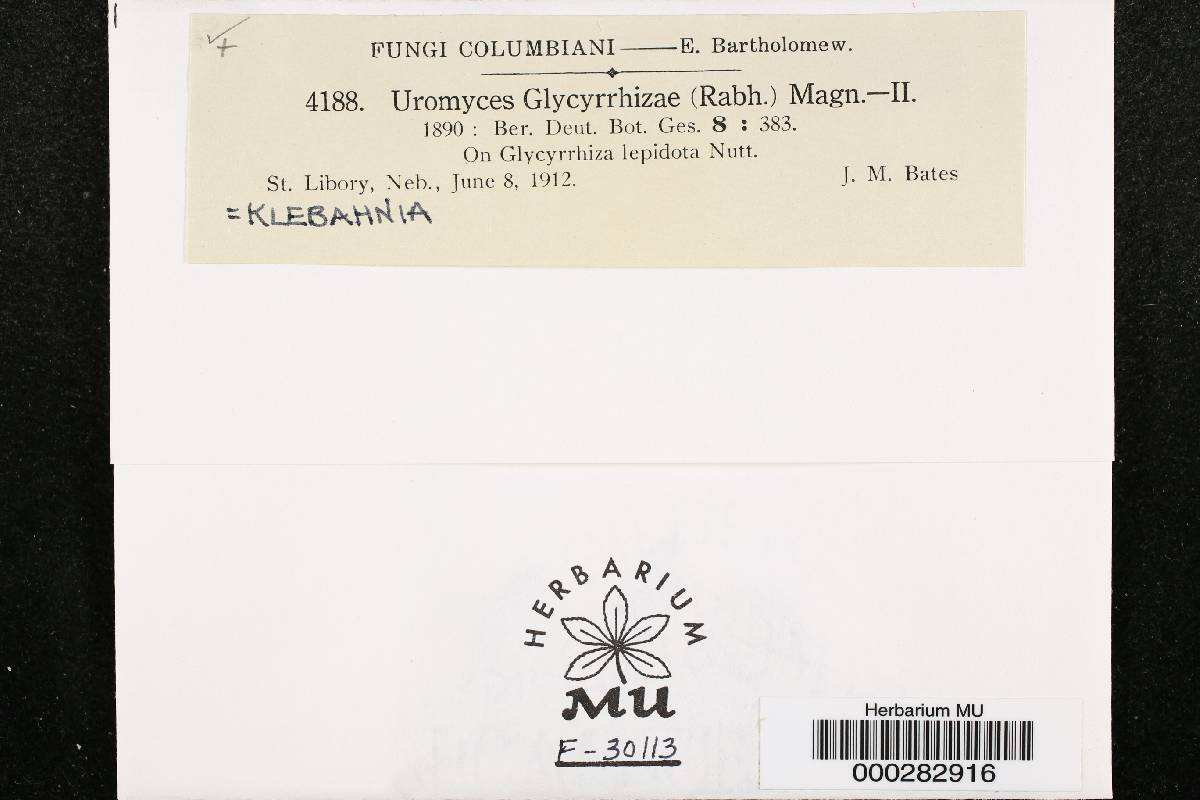 FUNGI COLUMBIANI——E. Bartholomew.
4188. Uromyces Glycyrrhizae (Rabh.) Magn.—II.
1890 : Ber. Deut. Bot. Ges. 8 : 383.
On Glycyrrhiza lepidota Nutt.
St. Libory, Neb., June 8, 1912. J. M. Bates
=KLEBAHNIA
HERBARIUM
MU
F-30113
Herbarium MU
000282916